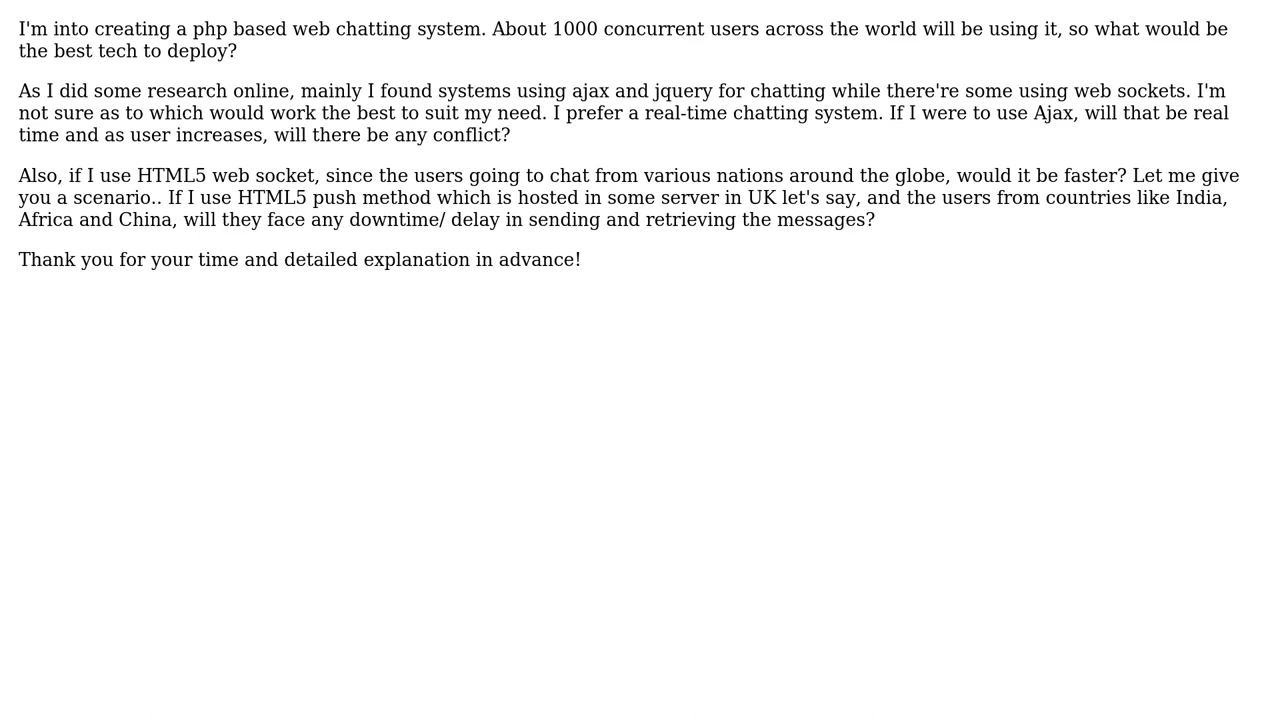 I'm into creating a php based web chatting system. About 1000 concurrent users across the world will be using it, so what would be
the best tech to deploy?
As I did some research online, mainly I found systems using ajax and jquery for chatting while there're some using web sockets. I'm
not sure as to which would work the best to suit my need. I prefer a real-time chatting system. If I were to use Ajax, will that be real
time and as user increases, will there be any conflict?
Also, if I use HTML5 web socket, since the users going to chat from various nations around the globe, would it be faster? Let me give
you a scenario.. If I use HTML5 push method which is hosted in some server in UK let's say, and the users from countries like India,
Africa and China, will they face any downtime/ delay in sending and retrieving the messages?
Thank you for your time and detailed explanation in advance!